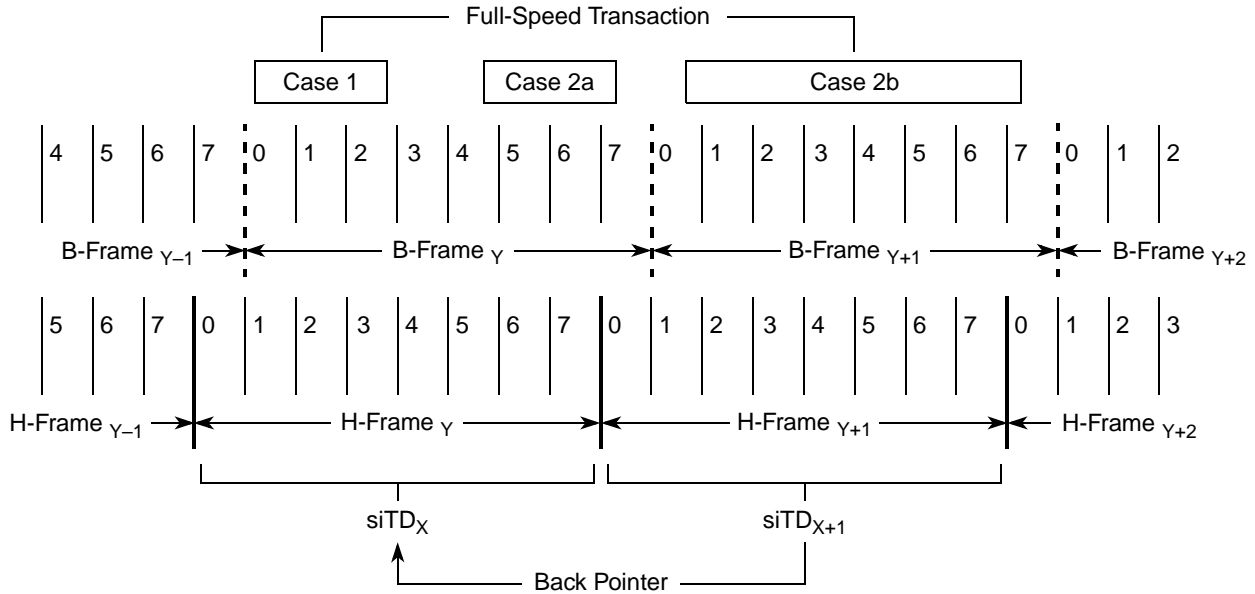 Full-Speed Transaction
Case 1 Case 2a Case 2b
4 5 6 7 0 1 2 3 4 5 6 7 0 1 2 3 4 5 6 7 0 1 2
B-Frame Y–1 B-Frame Y B-Frame Y+1 B-Frame Y+2
5 6 7 0 1 2 3 4 5 6 7 0 1 2 3 4 5 6 7 0 1 2 3
H-Frame Y–1 H-Frame Y H-Frame Y+1 H-Frame Y+2
siTDX siTDX+1
Back Pointer